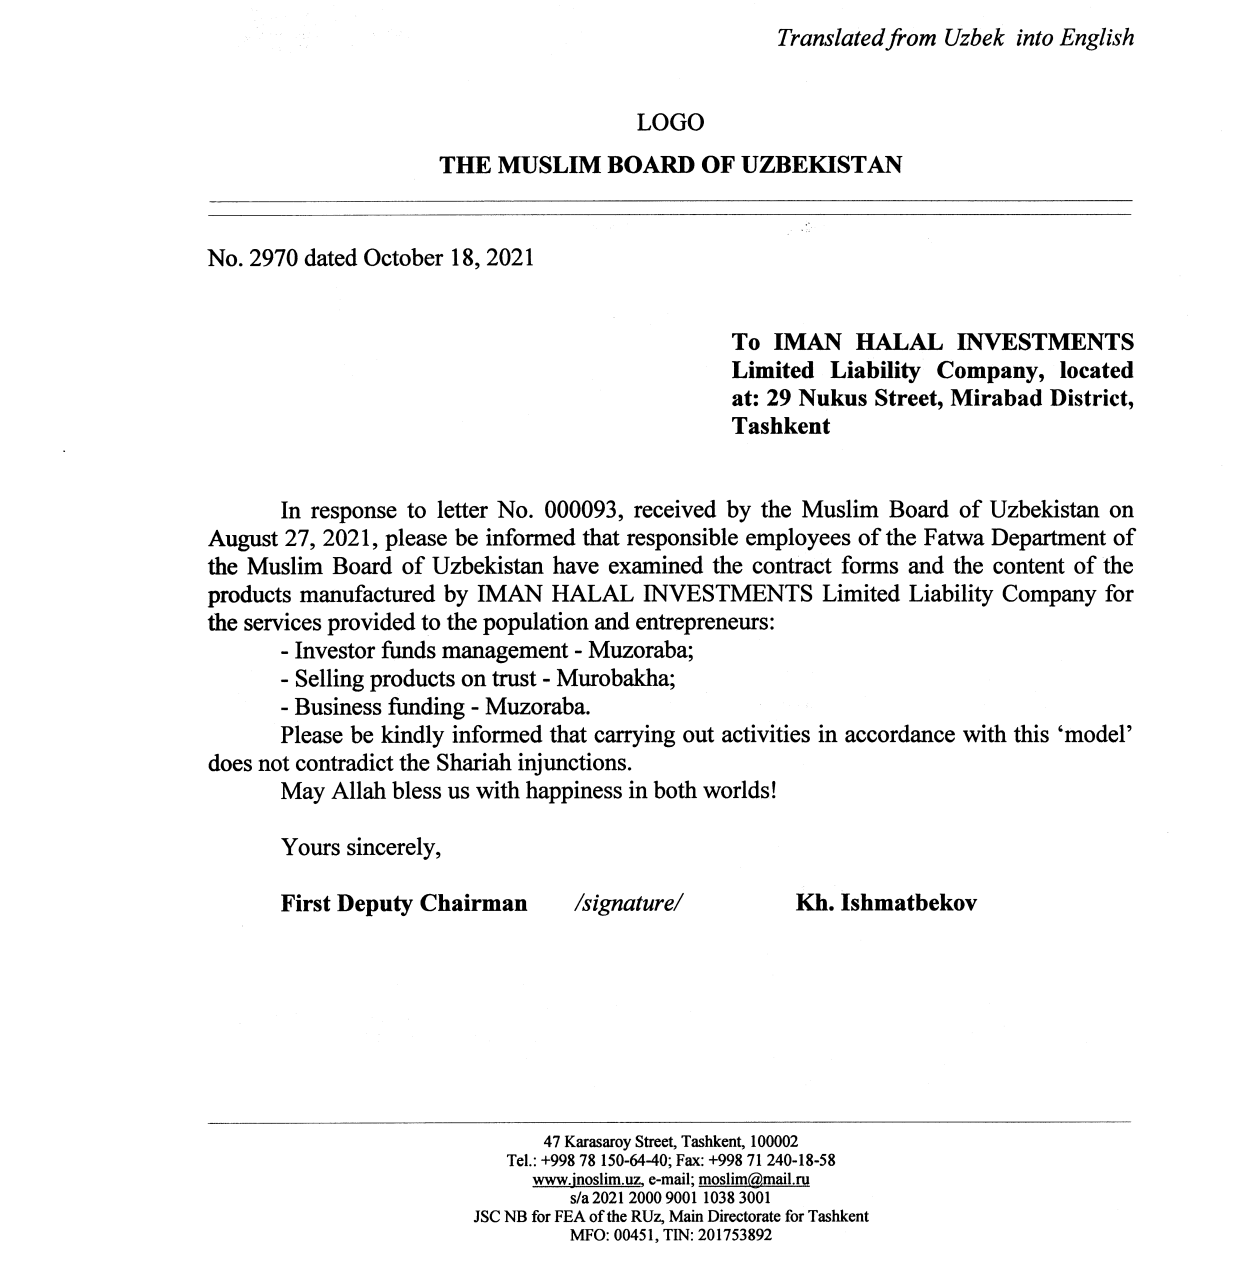 Translated from Uzbek into English
LOGO
THE MUSLIM BOARD OF UZBEKISTAN
No. 2970 dated October 18, 2021
To IMAN HALAL INVESTMENTS
Limited Liability Company, located
at: 29 Nukus Street, Mirabad District,
Tashkent
In response to letter No. 000093, received by the Muslim Board of Uzbekistan on
August 27, 2021, please be informed that responsible employees of the Fatwa Department of
the Muslim Board of Uzbekistan have examined the contract forms and the content of the
products manufactured by IMAN HALAL INVESTMENTS Limited Liability Company for
the services provided to the population and entrepreneurs:
- Investor funds management - Muzoraba;
- Selling products on trust - Murobakha;
- Business funding - Muzoraba.
Please be kindly informed that carrying out activities in accordance with this ‘model’
does not contradict the Shariah injunctions.
May Allah bless us with happiness in both worlds!
Yours sincerely,
First Deputy Chairman /signature/ Kh. Ishmatbekov
47 Karasaroy Street, Tashkent, 100002
Tel.: +998 78 150-64-40; Fax: +998 71 240-18-58
www.jnoslim.uz, e-mail; moslim@mail.ru
s/a 2021 2000 9001 1038 3001
JSC NB for FEA of the RUz, Main Directorate for Tashkent
MFO: 00451, TIN: 201753892